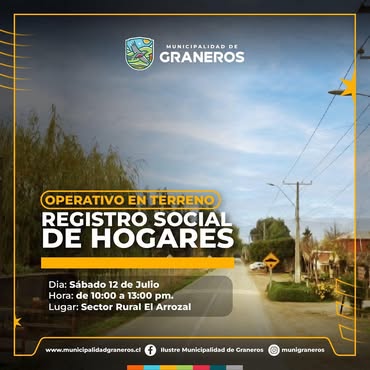 MUNICIPALIDAD DE
GRANEROS
OPERATIVO EN TERRENO
REGISTRO SOCIAL
DE HOGARES
Dia: Sábado 12 de Julio
Hora: de 10:00 a 13:00 pm.
Lugar: Sector Rural El Arrozal
www.municipalidadgraneros.cl Ilustre Municipalidad de Graneros munigraneros